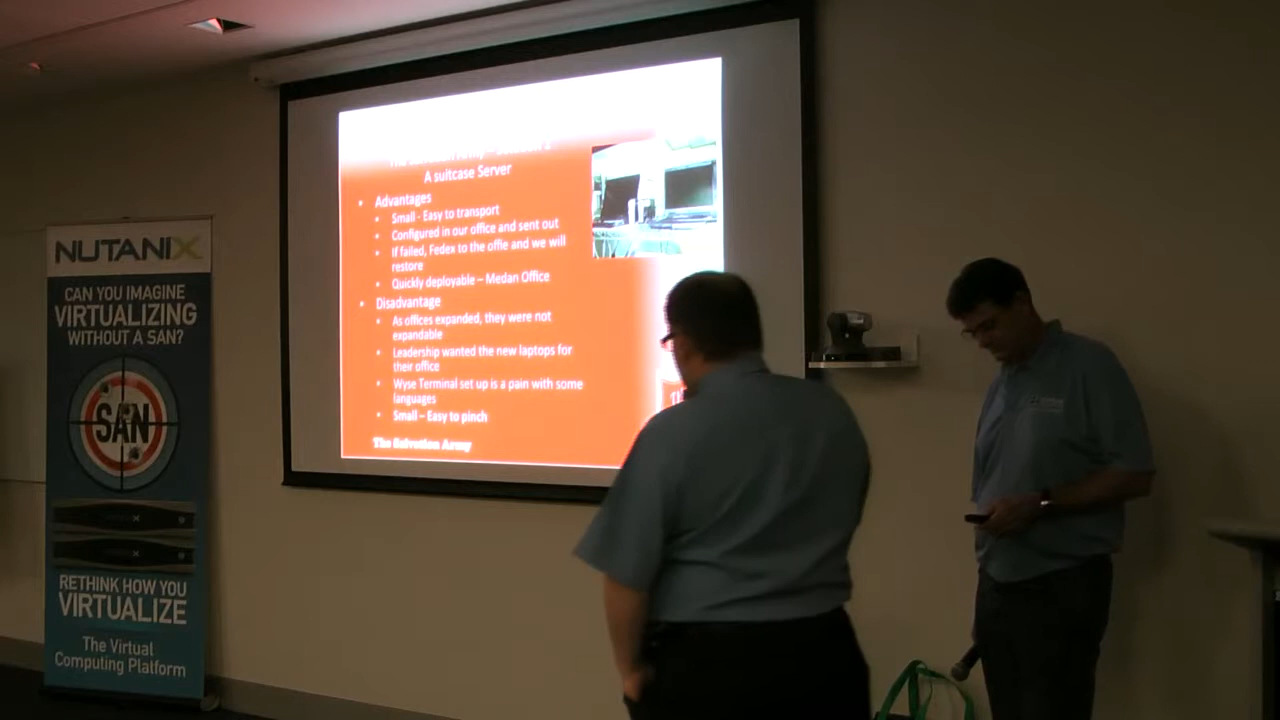 NUTANIX
CAN YOU IMAGINE
VIRTUALIZING
WITHOUT A SAN?
SAN
RETHINK HOW YOU
VIRTUALIZE
The Virtual
Computing Platform
A suitcase Server
• Advantages
• Small - Easy to transport
• Configured in our office and sent out
• If failed, Fedex to the offie and we will
restore
• Quickly deployable – Medan Office
• Disadvantage
• As offices expanded, they were not
expandable
• Leadership wanted the new laptops for
their office
• Wyse Terminal set up is a pain with some
languages
• Small – Easy to pinch
The Salvation Army